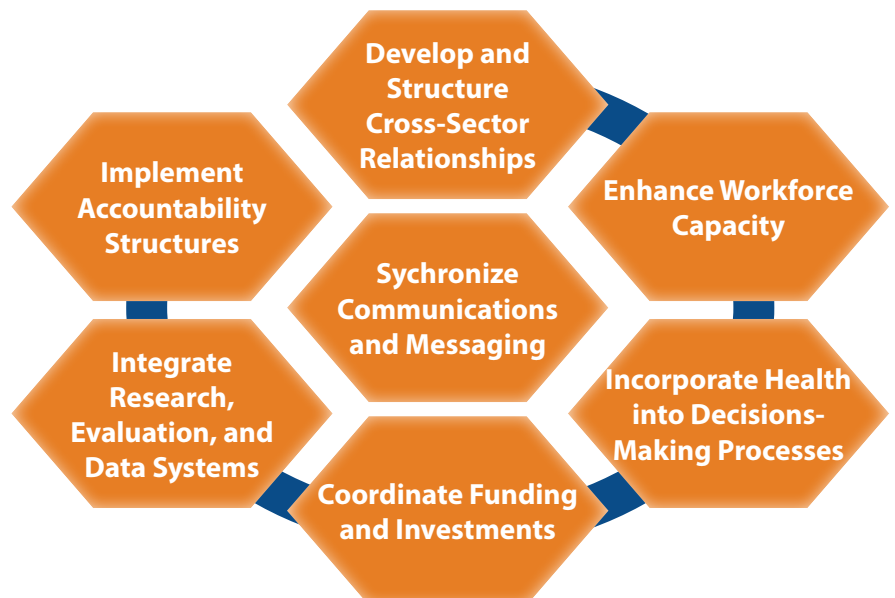 Develop and
Structure
Cross-Sector
Relationships
Implement
Accountability
Structures
Enhance Workforce
Capacity
Sychronize
Communications
and Messaging
Integrate
Research,
Evaluation, and
Data Systems
Incorporate Health
into Decisions-
Making Processes
Coordinate Funding
and Investments